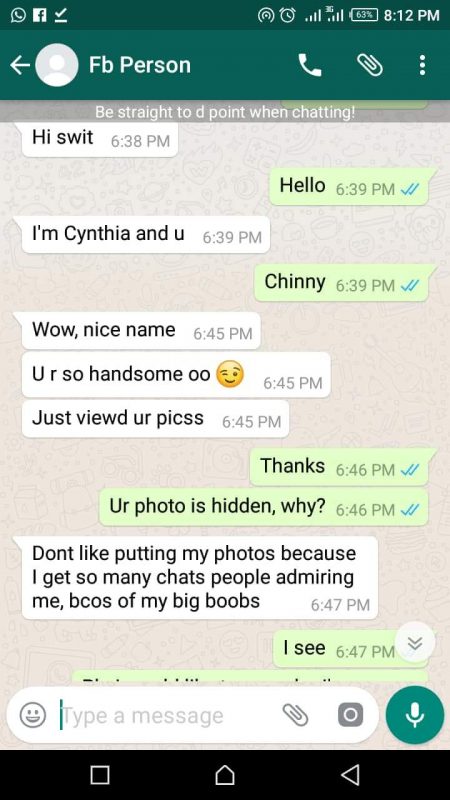 3G 63% 8:12 PM
Fb Person
Be straight to d point when chatting!
Hi swit 6:38 PM
Hello 6:39 PM
I'm Cynthia and u 6:39 PM
Chinny 6:39 PM
Wow, nice name 6:45 PM
U r so handsome oo 😉 6:45 PM
Just viewd ur picss 6:45 PM
Thanks 6:46 PM
Ur photo is hidden, why? 6:46 PM
Dont like putting my photos because
I get so many chats people admiring
me, bcos of my big boobs 6:47 PM
I see 6:47 PM
Type a message